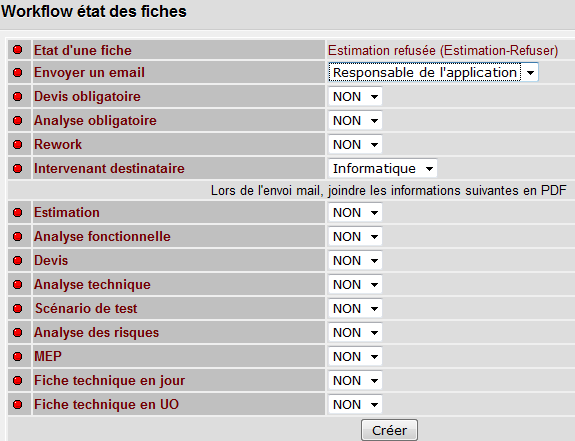 Workflow état des fiches
Etat d'une fiche Estimation refusée (Estimation-Refuser)
Envoyer un email Responsable de l'application
Devis obligatoire NON
Analyse obligatoire NON
Rework NON
Intervenant destinataire Informatique
Lors de l'envoi mail, joindre les informations suivantes en PDF
Estimation NON
Analyse fonctionnelle NON
Devis NON
Analyse technique NON
Scénario de test NON
Analyse des risques NON
MEP NON
Fiche technique en jour NON
Fiche technique en UO NON
Créer